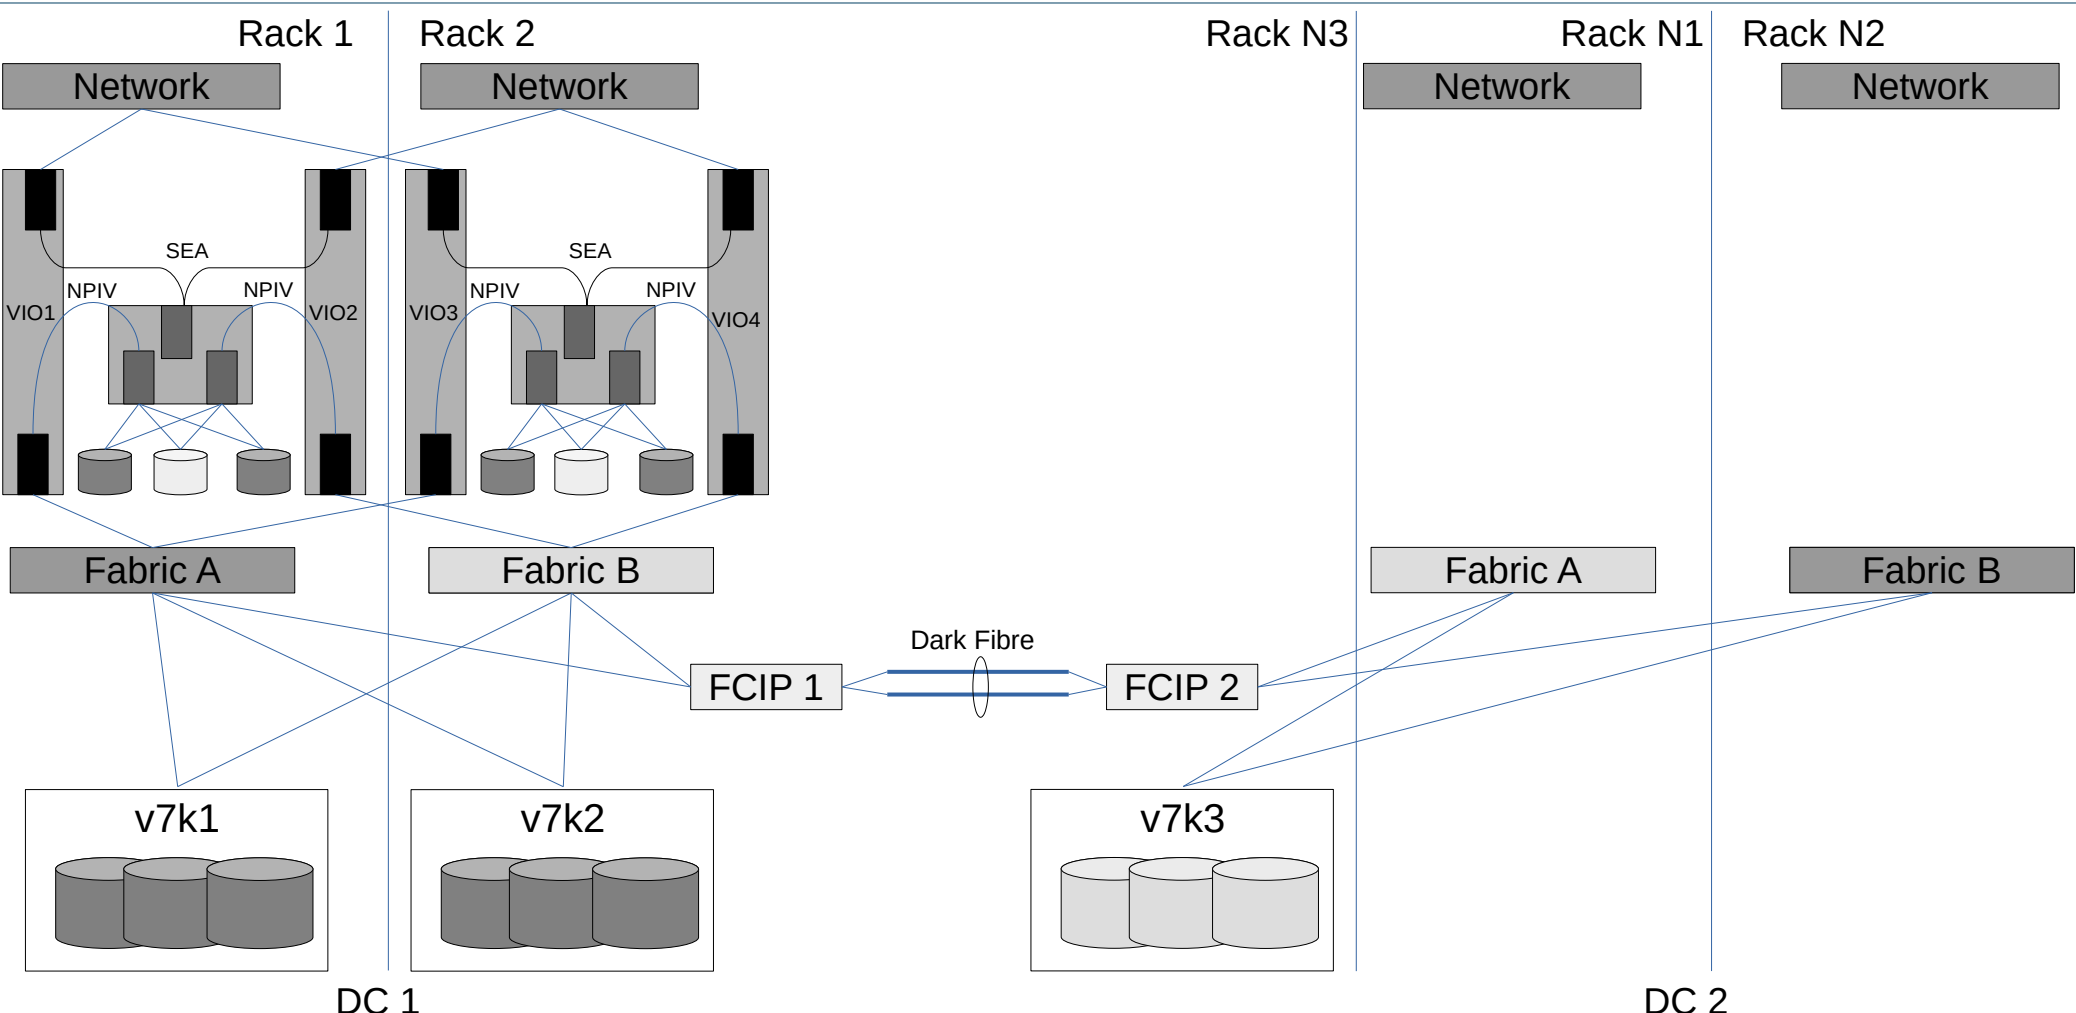 Rack 1
Rack 2
Rack N3
Rack N1
Rack N2
Network
Network
Network
Network
SEA
SEA
NPIV
NPIV
NPIV
NPIV
VIO1
VIO2
VIO3
VIO4
Fabric A
Fabric B
Fabric A
Fabric B
Dark Fibre
FCIP 1
FCIP 2
v7k1
v7k2
v7k3
DC 1
DC 2